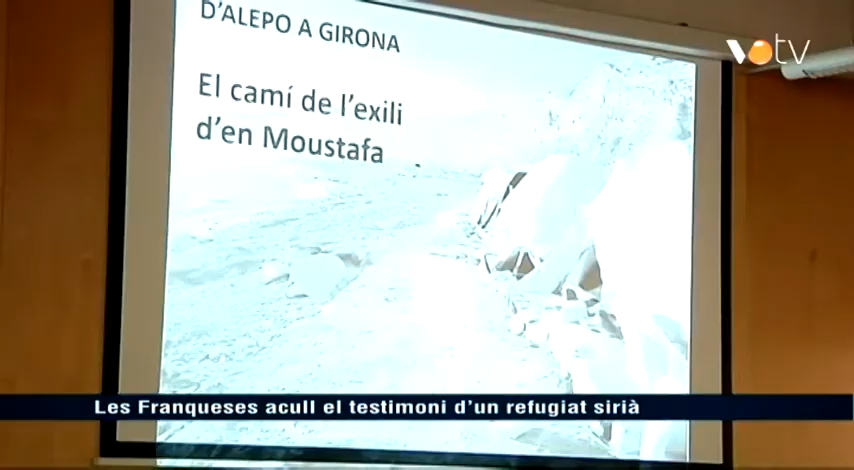 D'ALEPO A GIRONA
El camí de l'exili
d'en Moustafa
votv
Les Franqueses acull el testimoni d'un refugiat sirià